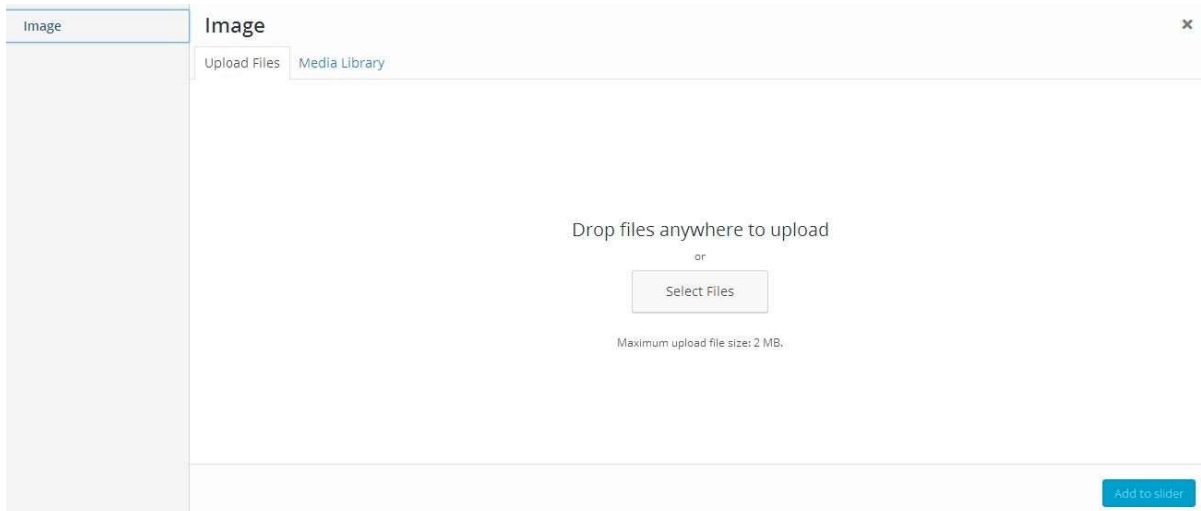 Image
Image
Upload Files Media Library
Drop files anywhere to upload
or
Select Files
Maximum upload file size: 2 MB.
Add to slider